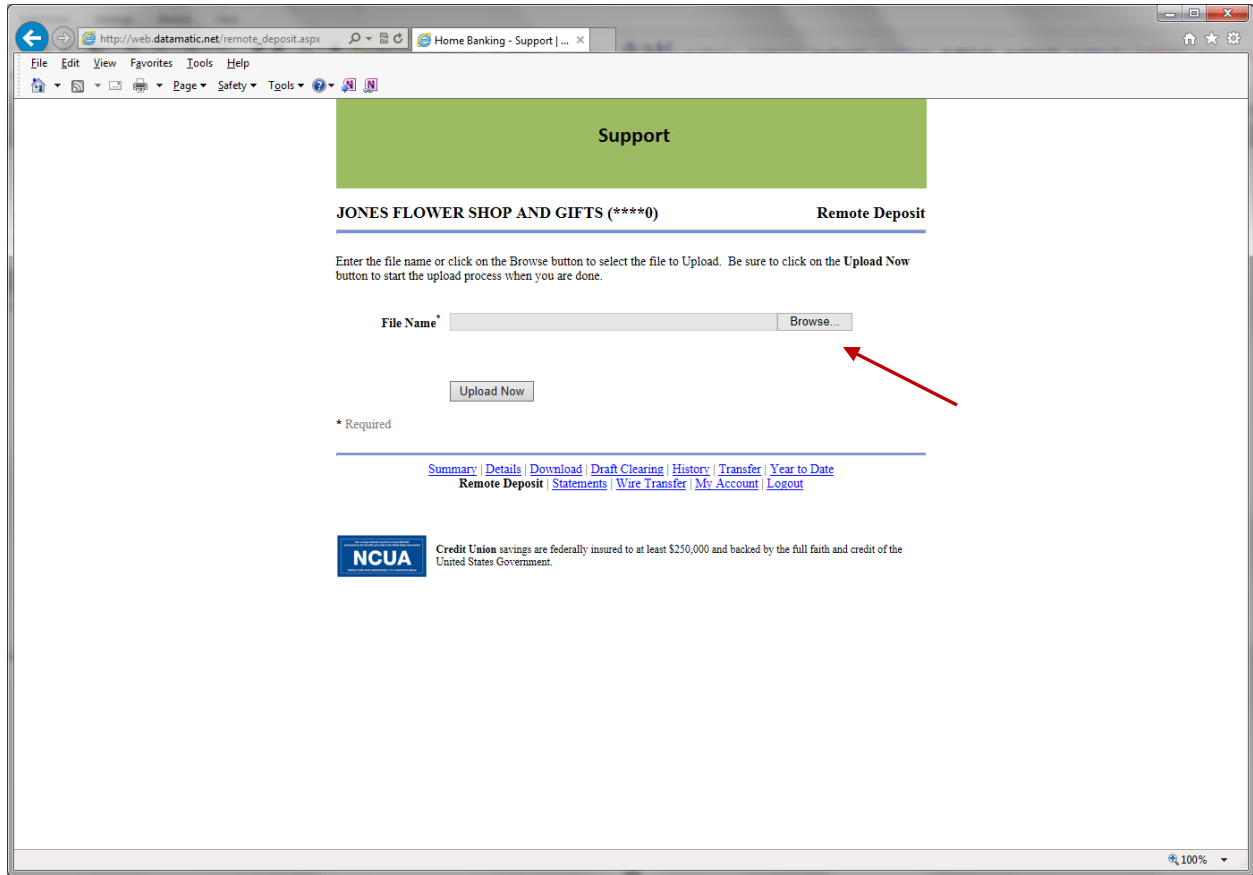 http://web.datamatic.net/remote_deposit.aspx
Home Banking - Support | ...
File Edit View Favorites Tools Help
Page Safety Tools
Support
JONES FLOWER SHOP AND GIFTS (****0) Remote Deposit
Enter the file name or click on the Browse button to select the file to Upload. Be sure to click on the Upload Now
button to start the upload process when you are done.
File Name* Browse...
Upload Now
* Required
Summary | Details | Download | Draft Clearing | History | Transfer | Year to Date
Remote Deposit | Statements | Wire Transfer | My Account | Logout
NCUA
Credit Union savings are federally insured to at least $250,000 and backed by the full faith and credit of the
United States Government.
100%